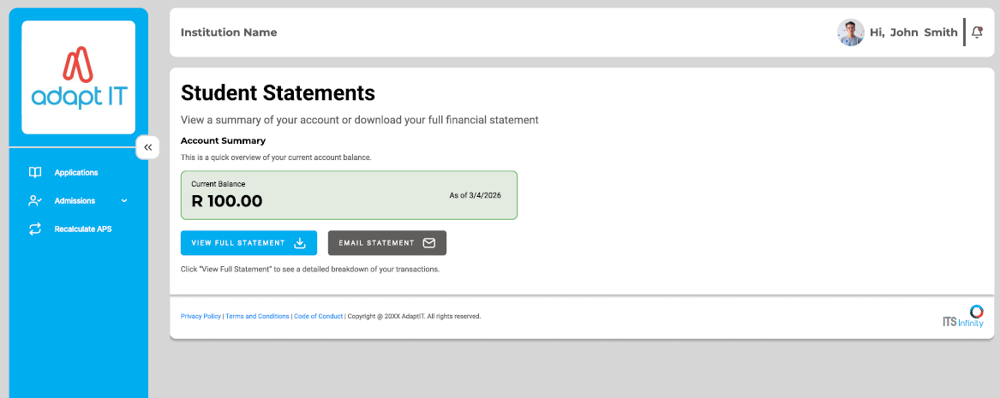 adapt IT
Institution Name
Hi, John Smith
Student Statements
View a summary of your account or download your full financial statement
Account Summary
This is a quick overview of your current account balance.
Applications
Admissions
Recalculate APS
Current Balance
R 100.00
As of 3/4/2026
VIEW FULL STATEMENT
EMAIL STATEMENT
Click "View Full Statement" to see a detailed breakdown of your transactions.
Privacy Policy | Terms and Conditions | Code of Conduct | Copyright @ 20XX AdaptIT. All rights reserved.
ITS Infinity